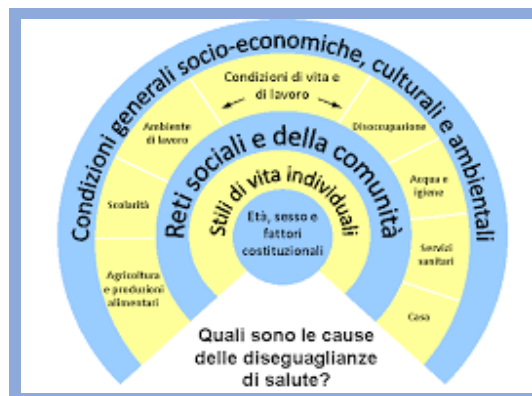 Condizioni generali socio-economiche, culturali e ambientali
Condizioni di vita e
di lavoro
Ambiente
di lavoro
Disoccupazione
Scolarità
Acqua e
igiene
Agricoltura
e produzioni
alimentari
Servizi
sanitari
Casa
Reti sociali e della comunità
Stili di vita individuali
Età, sesso e
fattori
costituzionali
Quali sono le cause
delle diseguaglianze
di salute?